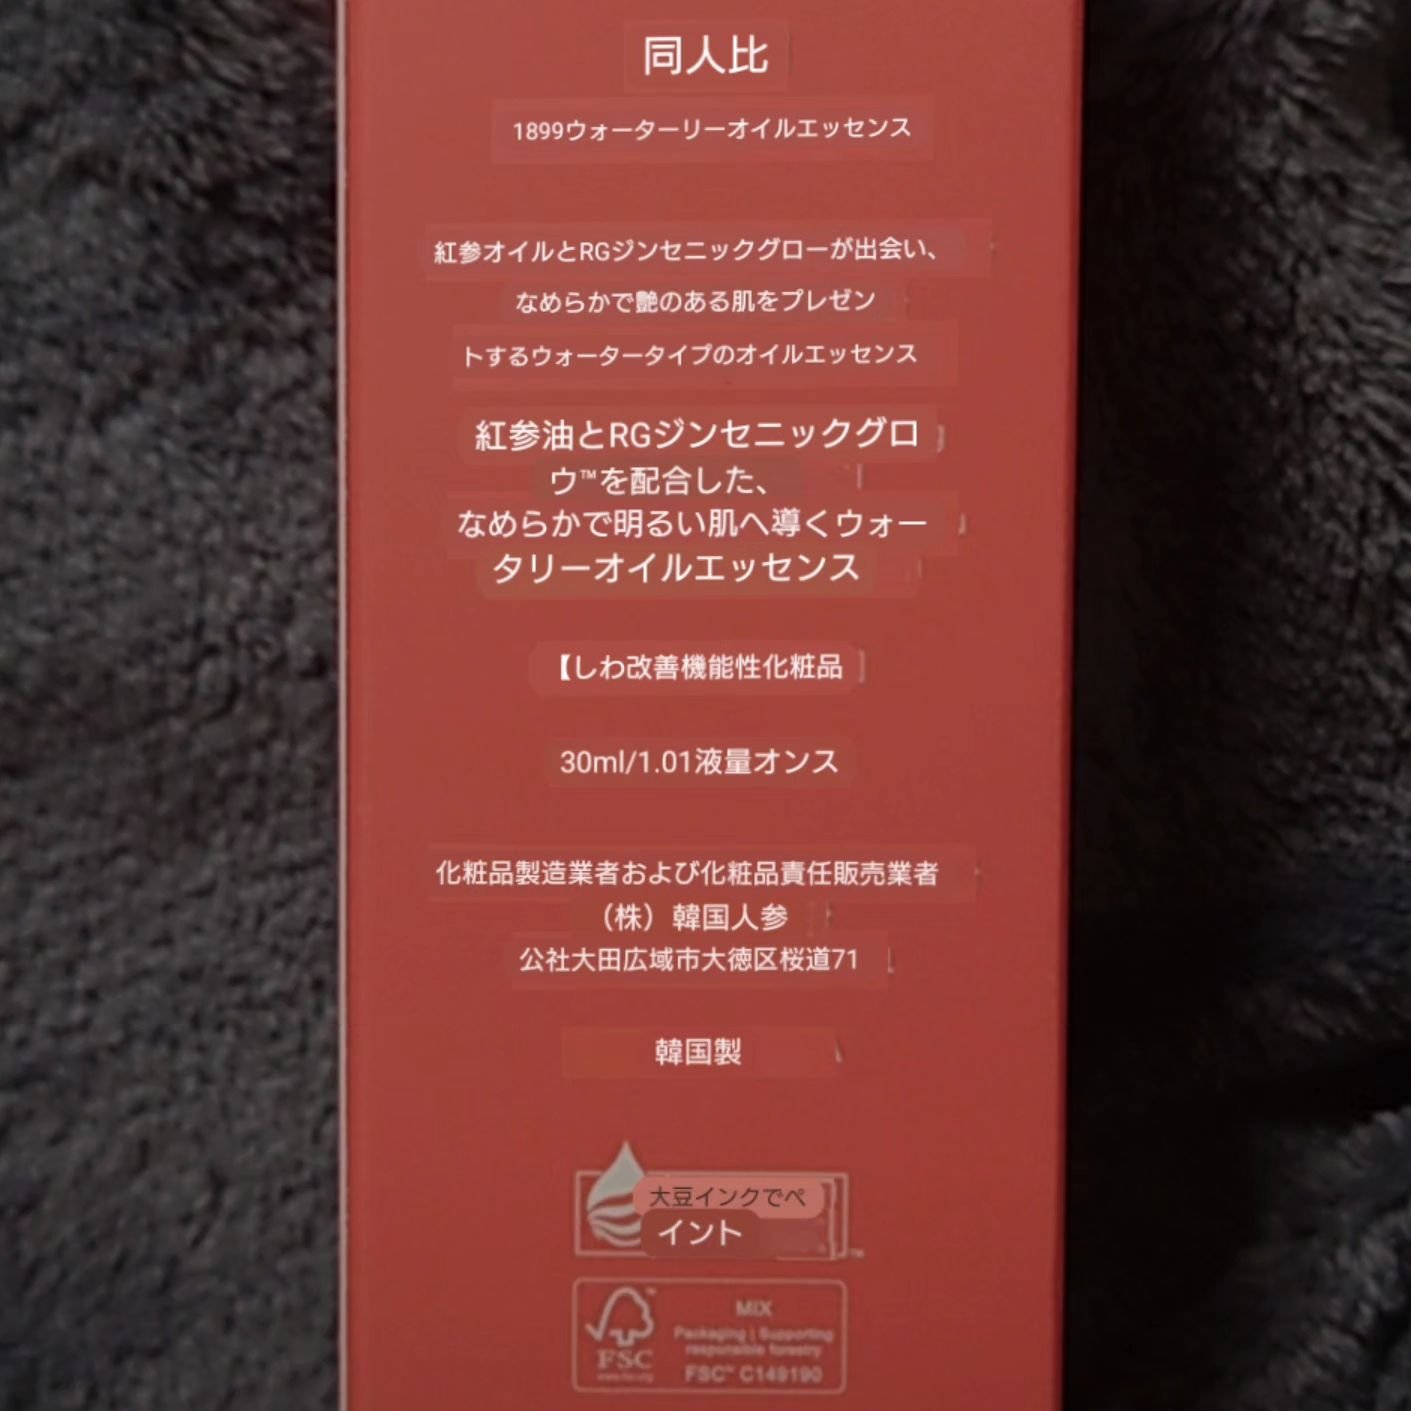 同人比
1899ウォーターリーオイルエッセンス
紅参オイルとRGジンセニックグローが出会い、
なめらかで艶のある肌をプレゼン
トするウォータータイプのオイルエッセンス
紅参油とRGジンセニックグロ
ウ™を配合した、
なめらかで明るい肌へ導くウォー
タリーオイルエッセンス
【しわ改善機能性化粧品
30ml/1.01液量オンス
化粧品製造業者および化粧品責任販売業者
（株）韓国人参
公社大田広域市大徳区桜道71
韓国製
大豆インクでペ
イント
FSC
www.fsc.org
MIX
Packaging | Supporting
responsible forestry
FSC™ C149190